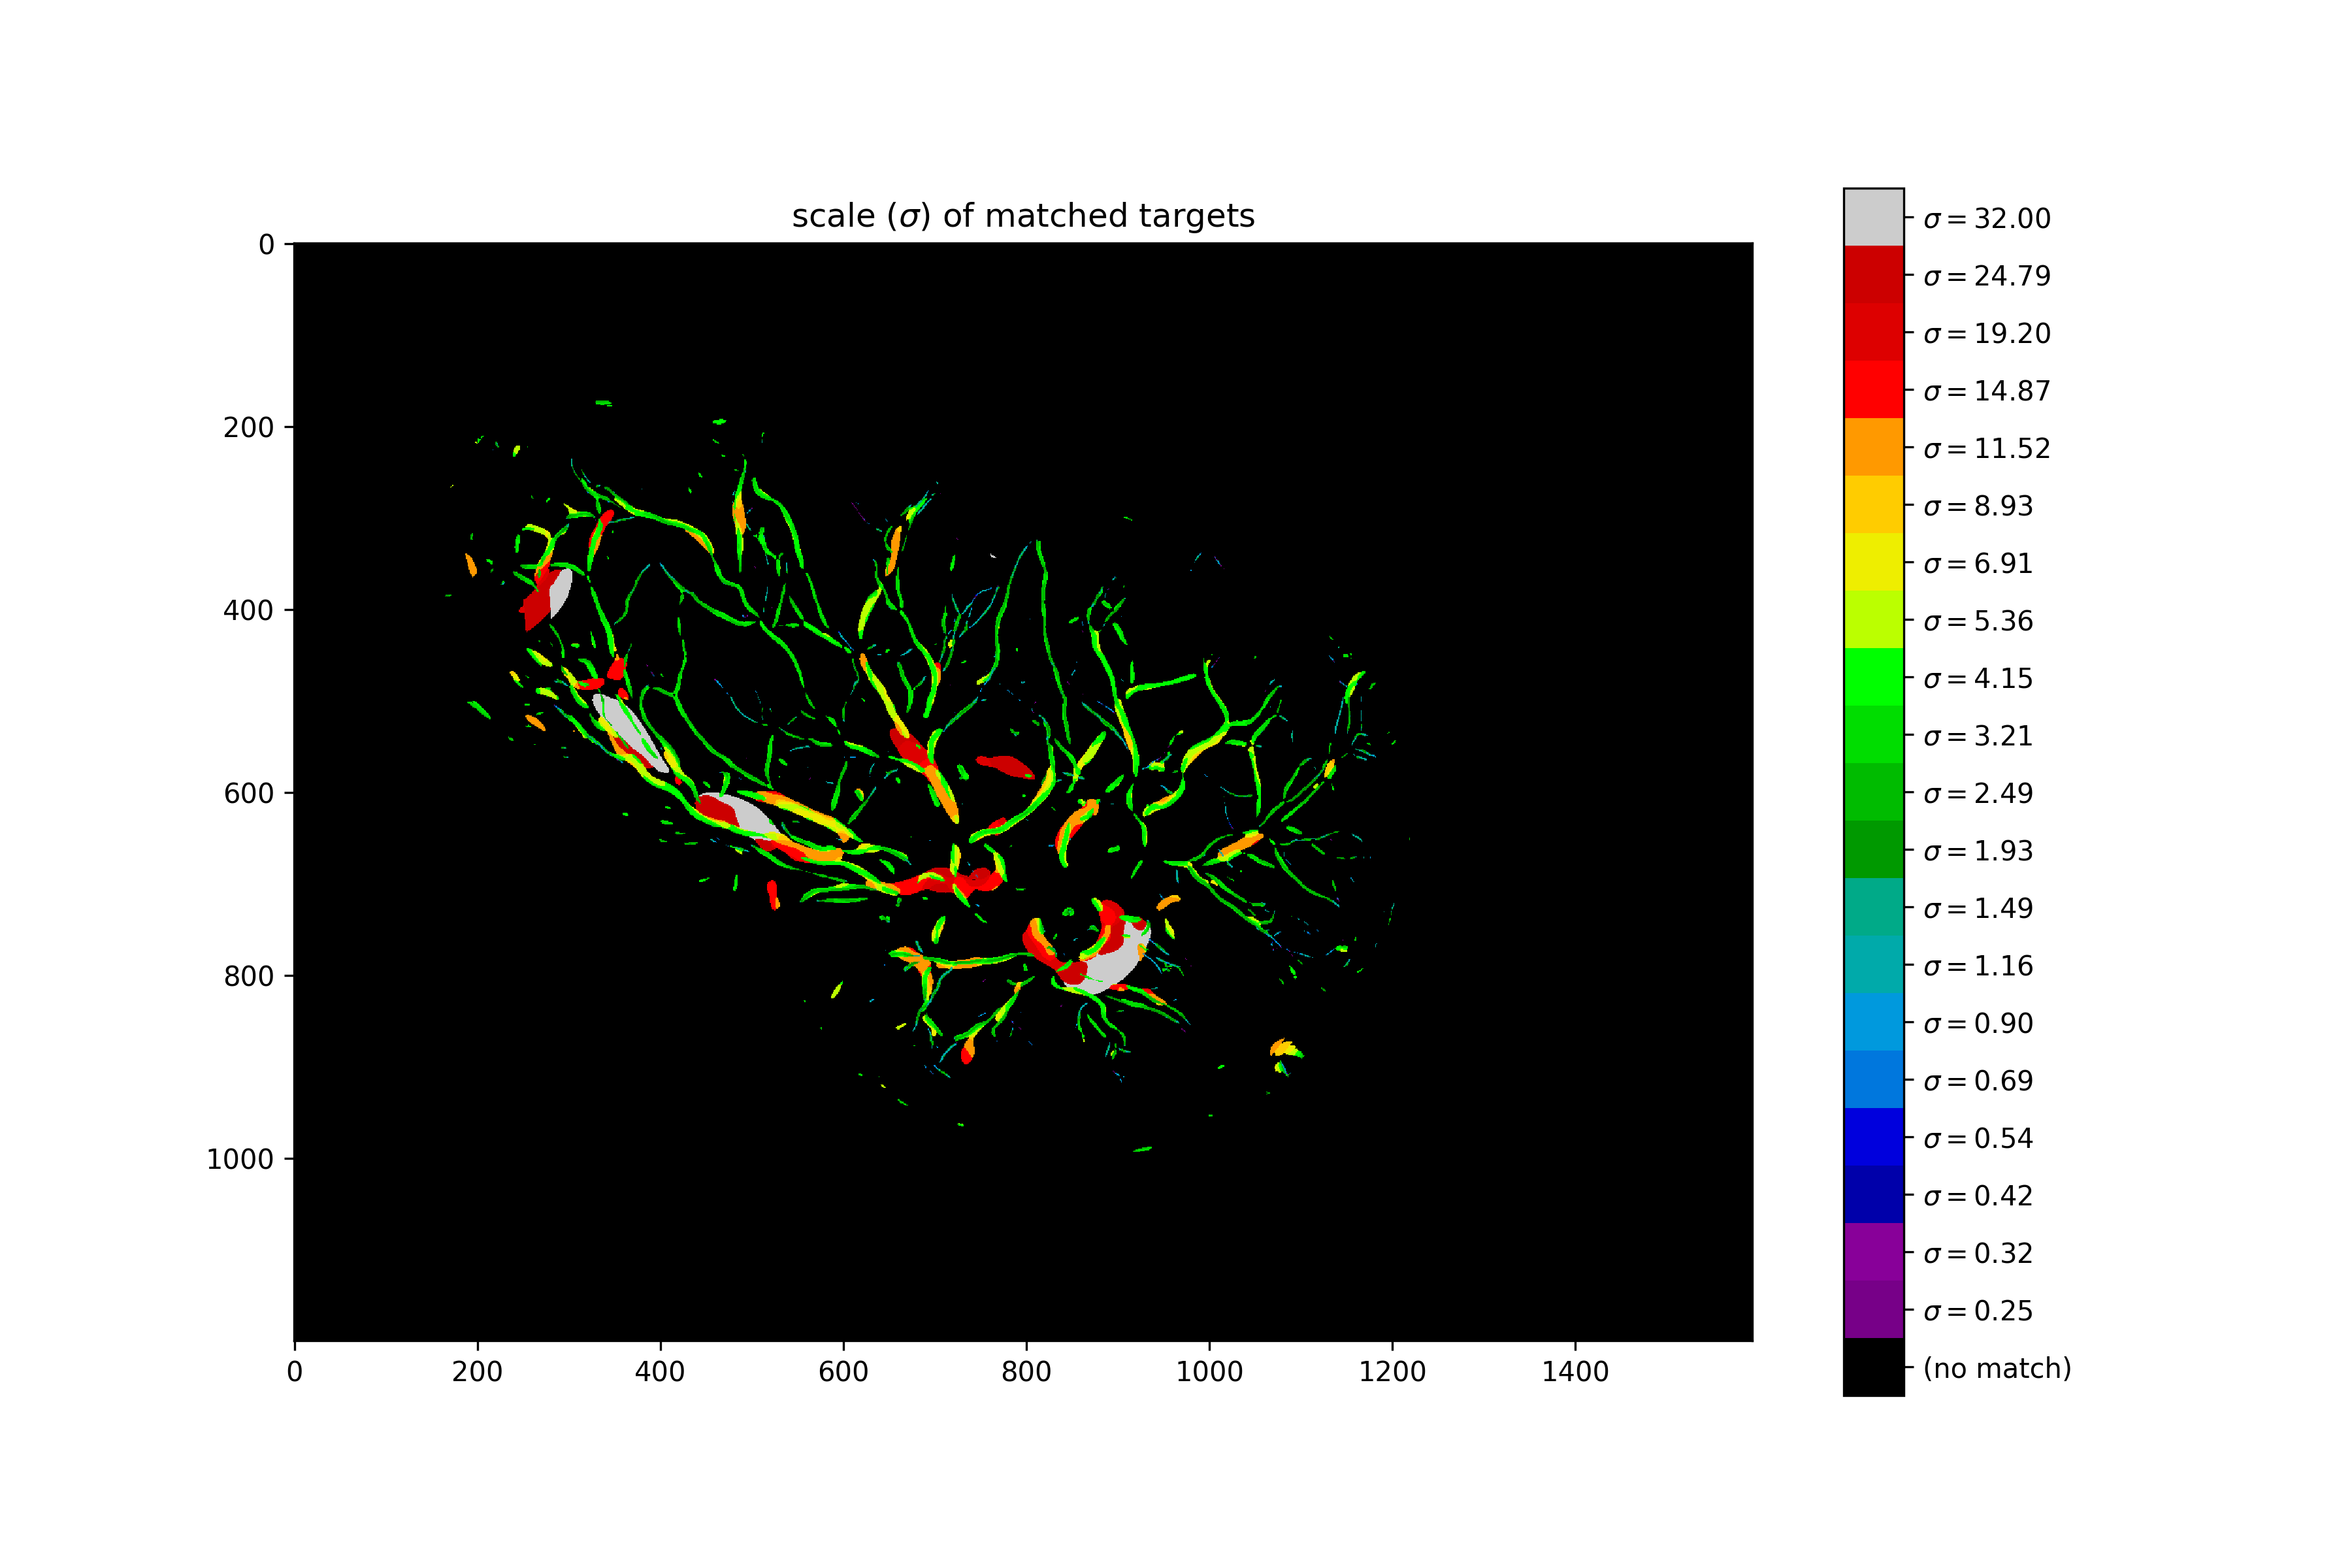 scale (σ) of matched targets
0
200
400
600
800
1000
0 200 400 600 800 1000 1200 1400
σ = 32.00
σ = 24.79
σ = 19.20
σ = 14.87
σ = 11.52
σ = 8.93
σ = 6.91
σ = 5.36
σ = 4.15
σ = 3.21
σ = 2.49
σ = 1.93
σ = 1.49
σ = 1.16
σ = 0.90
σ = 0.69
σ = 0.54
σ = 0.42
σ = 0.32
σ = 0.25
(no match)